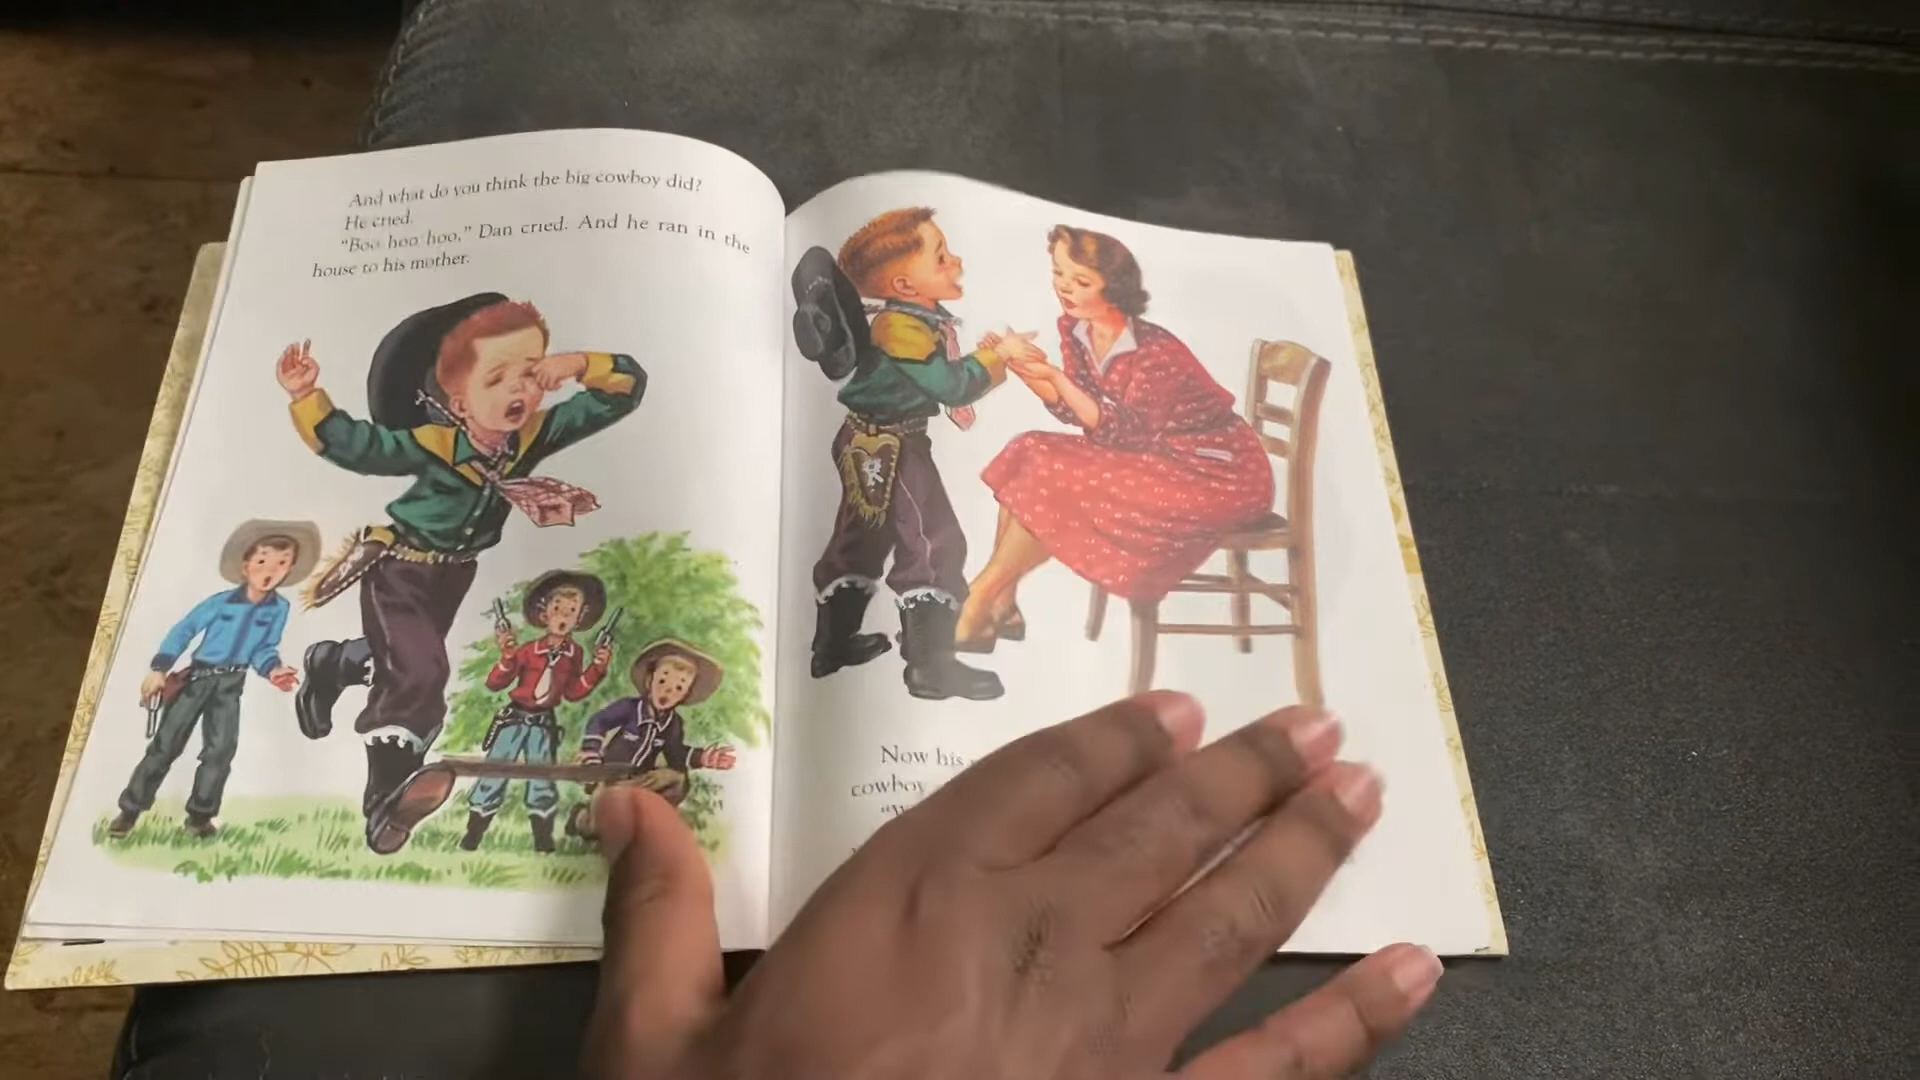 And what do you think the big cowboy did?
He cried.
"Boo hoo hoo," Dan cried. And he ran in the
house to his mother.
Now his
cowboy